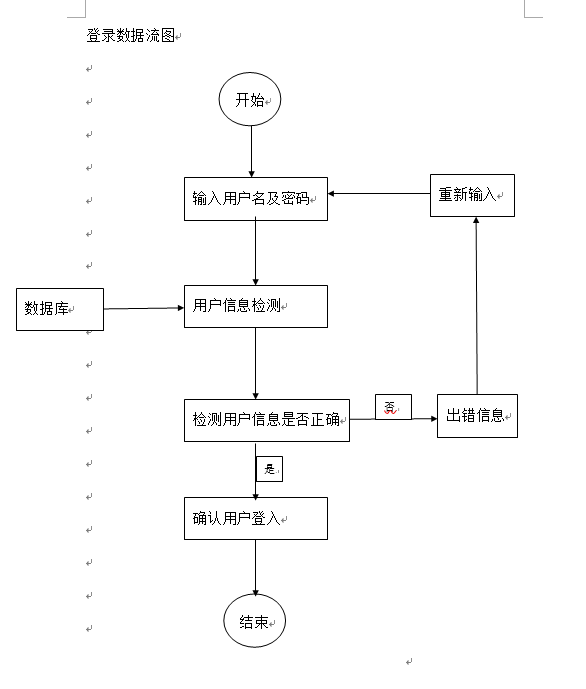 登录数据流图
开始
输入用户名及密码
重新输入
数据库
用户信息检测
检测用户信息是否正确
否
出错信息
是
确认用户登入
结束